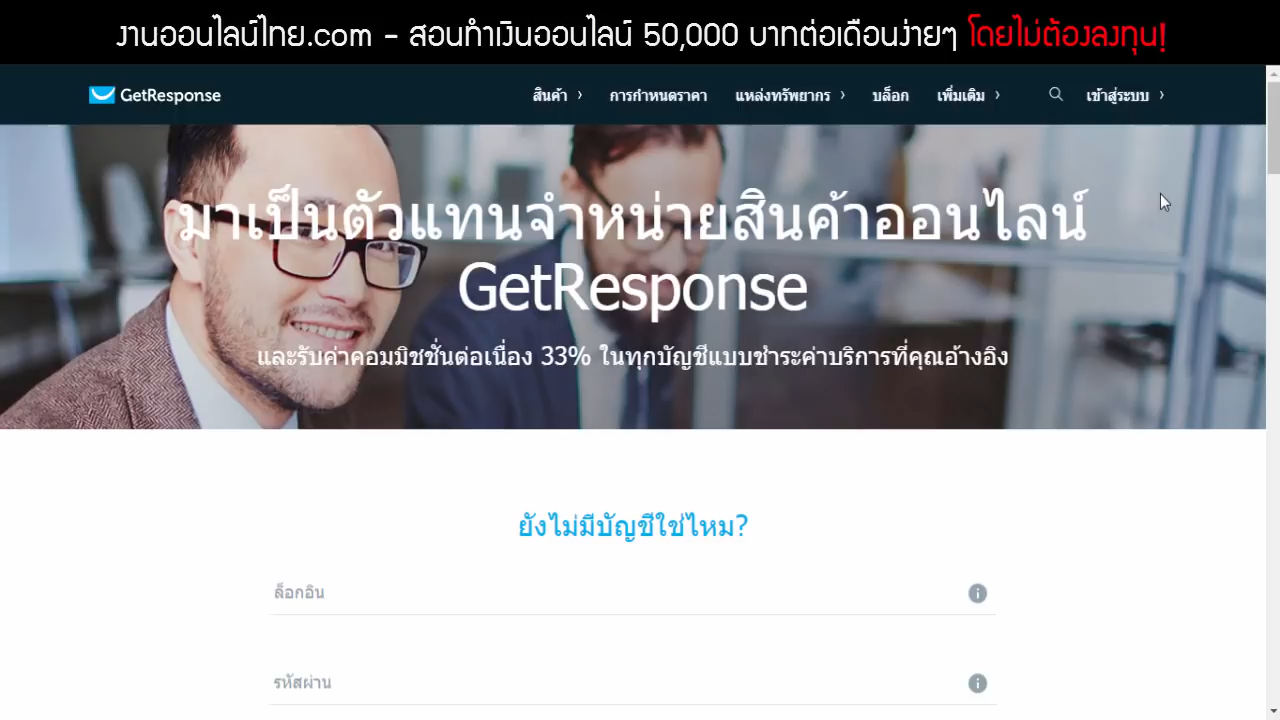 งานออนไลน์ไทย.com - สอนทำเงินออนไลน์ 50,000 บาทต่อเดือนง่ายๆ โดยไม่ต้องลงทุน!
GetResponse สินค้า การกำหนดราคา แหล่งทรัพยากร บล็อก เพิ่มเติม เข้าสู่ระบบ
มาเป็นตัวแทนจำหน่ายสินค้าออนไลน์
GetResponse
และรับค่าคอมมิชชั่นต่อเนื่อง 33% ในทุกบัญชีแบบชำระค่าบริการที่คุณอ้างอิง
ยังไม่มีบัญชีใช่ไหม?
ล็อกอิน
รหัสผ่าน